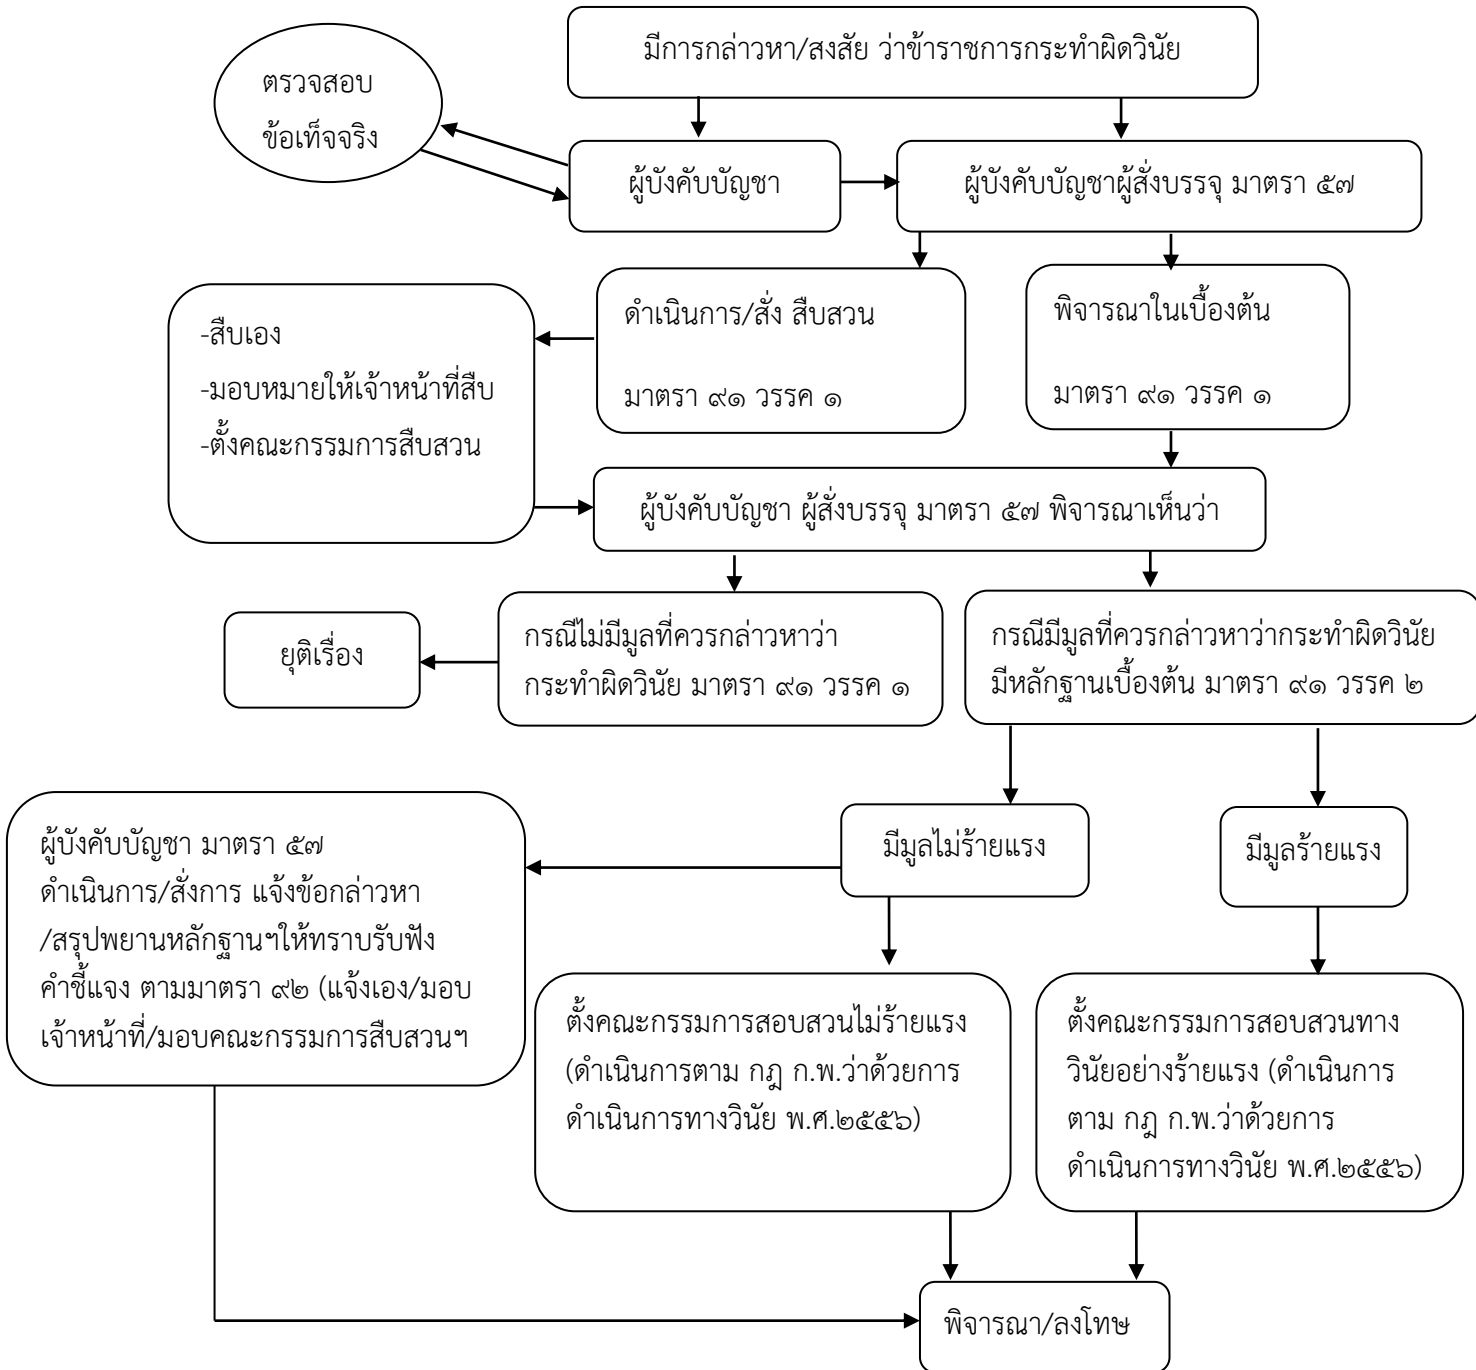 มีการกล่าวหา/สงสัย ว่าข้าราชการกระทำผิดวินัย
ตรวจสอบ
ข้อเท็จจริง
ผู้บังคับบัญชา
ผู้บังคับบัญชาผู้สั่งบรรจุ มาตรา ๕๗
-สืบเอง
-มอบหมายให้เจ้าหน้าที่สืบ
-ตั้งคณะกรรมการสืบสวน
ดำเนินการ/สั่ง สืบสวน
มาตรา ๙๑ วรรค ๑
พิจารณาในเบื้องต้น
มาตรา ๙๑ วรรค ๑
ผู้บังคับบัญชา ผู้สั่งบรรจุ มาตรา ๕๗ พิจารณาเห็นว่า
ยุติเรื่อง
กรณีไม่มีมูลที่ควรกล่าวหาว่า
กระทำผิดวินัย มาตรา ๙๑ วรรค ๑
กรณีมีมูลที่ควรกล่าวหาว่ากระทำผิดวินัย
มีหลักฐานเบื้องต้น มาตรา ๙๑ วรรค ๒
ผู้บังคับบัญชา มาตรา ๕๗
ดำเนินการ/สั่งการ แจ้งข้อกล่าวหา
/สรุปพยานหลักฐานฯให้ทราบรับฟัง
คำชี้แจง ตามมาตรา ๙๒ (แจ้งเอง/มอบ
เจ้าหน้าที่/มอบคณะกรรมการสืบสวนฯ
มีมูลไม่ร้ายแรง
มีมูลร้ายแรง
ตั้งคณะกรรมการสอบสวนไม่ร้ายแรง
(ดำเนินการตาม กฎ ก.พ.ว่าด้วยการ
ดำเนินการทางวินัย พ.ศ.๒๕๕๖)
ตั้งคณะกรรมการสอบสวนทาง
วินัยอย่างร้ายแรง (ดำเนินการ
ตาม กฎ ก.พ.ว่าด้วยการ
ดำเนินการทางวินัย พ.ศ.๒๕๕๖)
พิจารณา/ลงโทษ